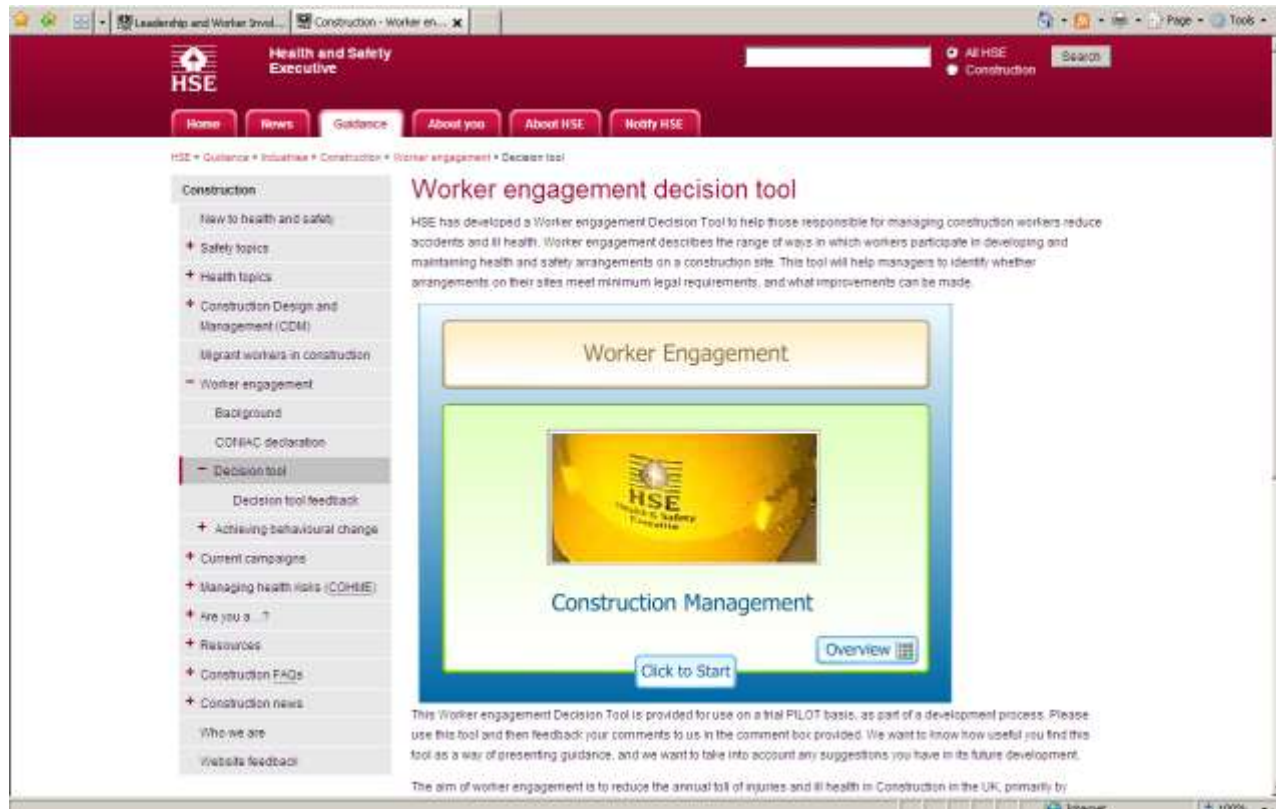 Leadership and Worker Invol...
Construction - Worker en...
Page
Tools
HSE
Health and Safety
Executive
All HSE
Construction
Search
Home
News
Guidance
About you
About HSE
Notify HSE
HSE
Guidance
Industries
Construction
Worker engagement
Decision tool
Construction
New to health and safety
+ Safety topics
+ Health topics
+ Construction Design and
Management (CDM)
Migrant workers in construction
− Worker engagement
Background
CONIAC declaration
− Decision tool
Decision tool feedback
+ Achieving behavioural change
+ Current campaigns
+ Managing health risks (COHME)
+ Are you a...?
+ Resources
+ Construction FAQs
+ Construction news
Who we are
Website feedback
Worker engagement decision tool
HSE has developed a Worker engagement Decision Tool to help those responsible for managing construction workers reduce
accidents and ill health. Worker engagement describes the range of ways in which workers participate in developing and
maintaining health and safety arrangements on a construction site. This tool will help managers to identify whether
arrangements on their sites meet minimum legal requirements, and what improvements can be made.
Worker Engagement
HSE
Health & Safety
Executive
Construction Management
Overview
Click to Start
This Worker engagement Decision Tool is provided for use on a trial PILOT basis, as part of a development process. Please
use this tool and then feedback your comments to us in the comment box provided. We want to know how useful you find this
tool as a way of presenting guidance, and we want to take into account any suggestions you have in its future development.
The aim of worker engagement is to reduce the annual toll of injuries and ill health in Construction in the UK, primarily by
Internet
100%